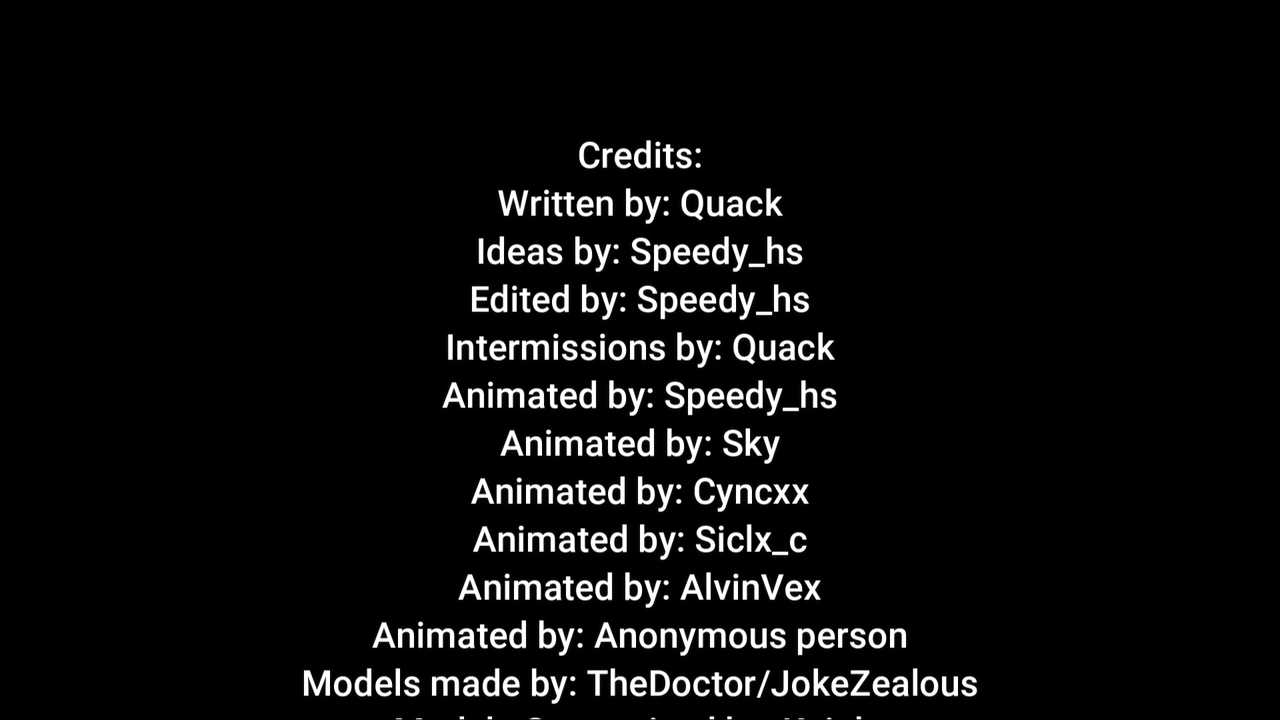 Credits:
Written by: Quack
Ideas by: Speedy_hs
Edited by: Speedy_hs
Intermissions by: Quack
Animated by: Speedy_hs
Animated by: Sky
Animated by: Cyncxx
Animated by: Siclx_c
Animated by: AlvinVex
Animated by: Anonymous person
Models made by: TheDoctor/JokeZealous